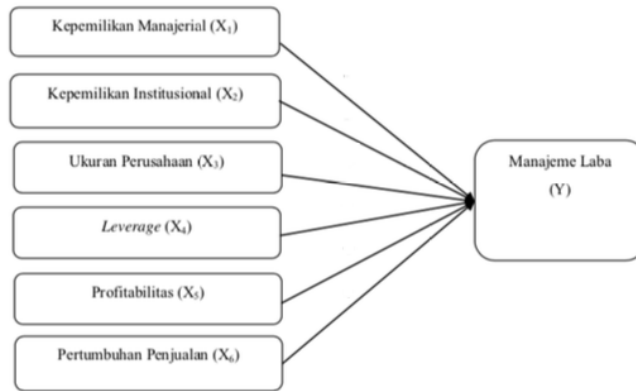 Kepemilikan Manajerial (X₁)
Kepemilikan Institusional (X₂)
Ukuran Perusahaan (X₃)
Leverage (X₄)
Profitabilitas (X₅)
Pertumbuhan Penjualan (X₆)
Manajeme Laba
(Y)